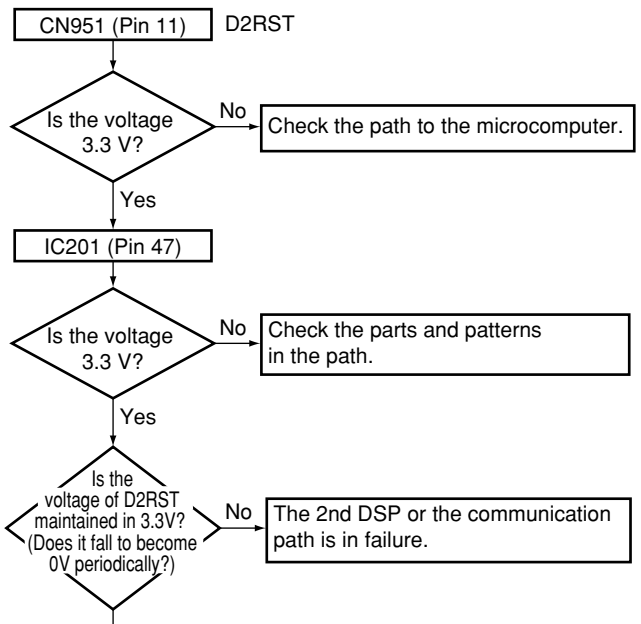 CN951 (Pin 11) D2RST
Is the voltage
3.3 V?
No
Check the path to the microcomputer.
Yes
IC201 (Pin 47)
Is the voltage
3.3 V?
No
Check the parts and patterns
in the path.
Yes
Is the
voltage of D2RST
maintained in 3.3V?
(Does it fall to become
0V periodically?)
No
The 2nd DSP or the communication
path is in failure.